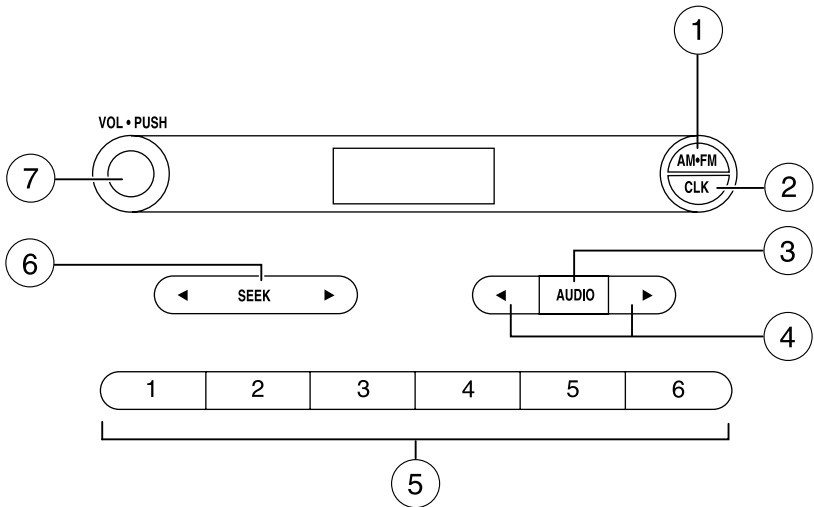 1
VOL • PUSH
AM•FM
7
CLK
2
6
3
◄ SEEK ►
◄ AUDIO ►
4
1 2 3 4 5 6
5